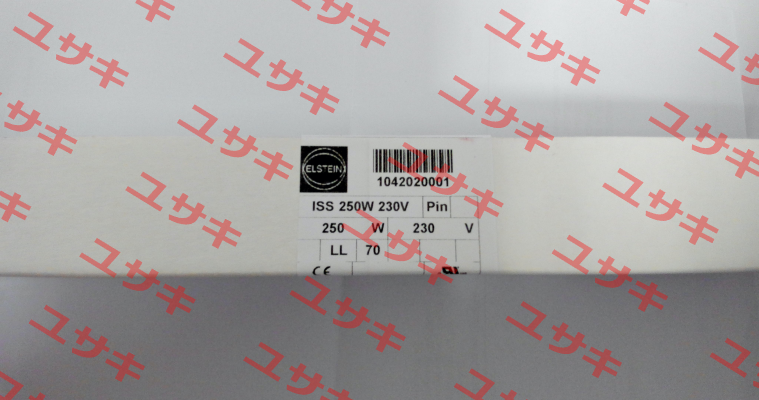 ELSTEIN
1042020001
ISS 250W 230V Pin
250 W 230 V
LL 70
CE
ユサキ